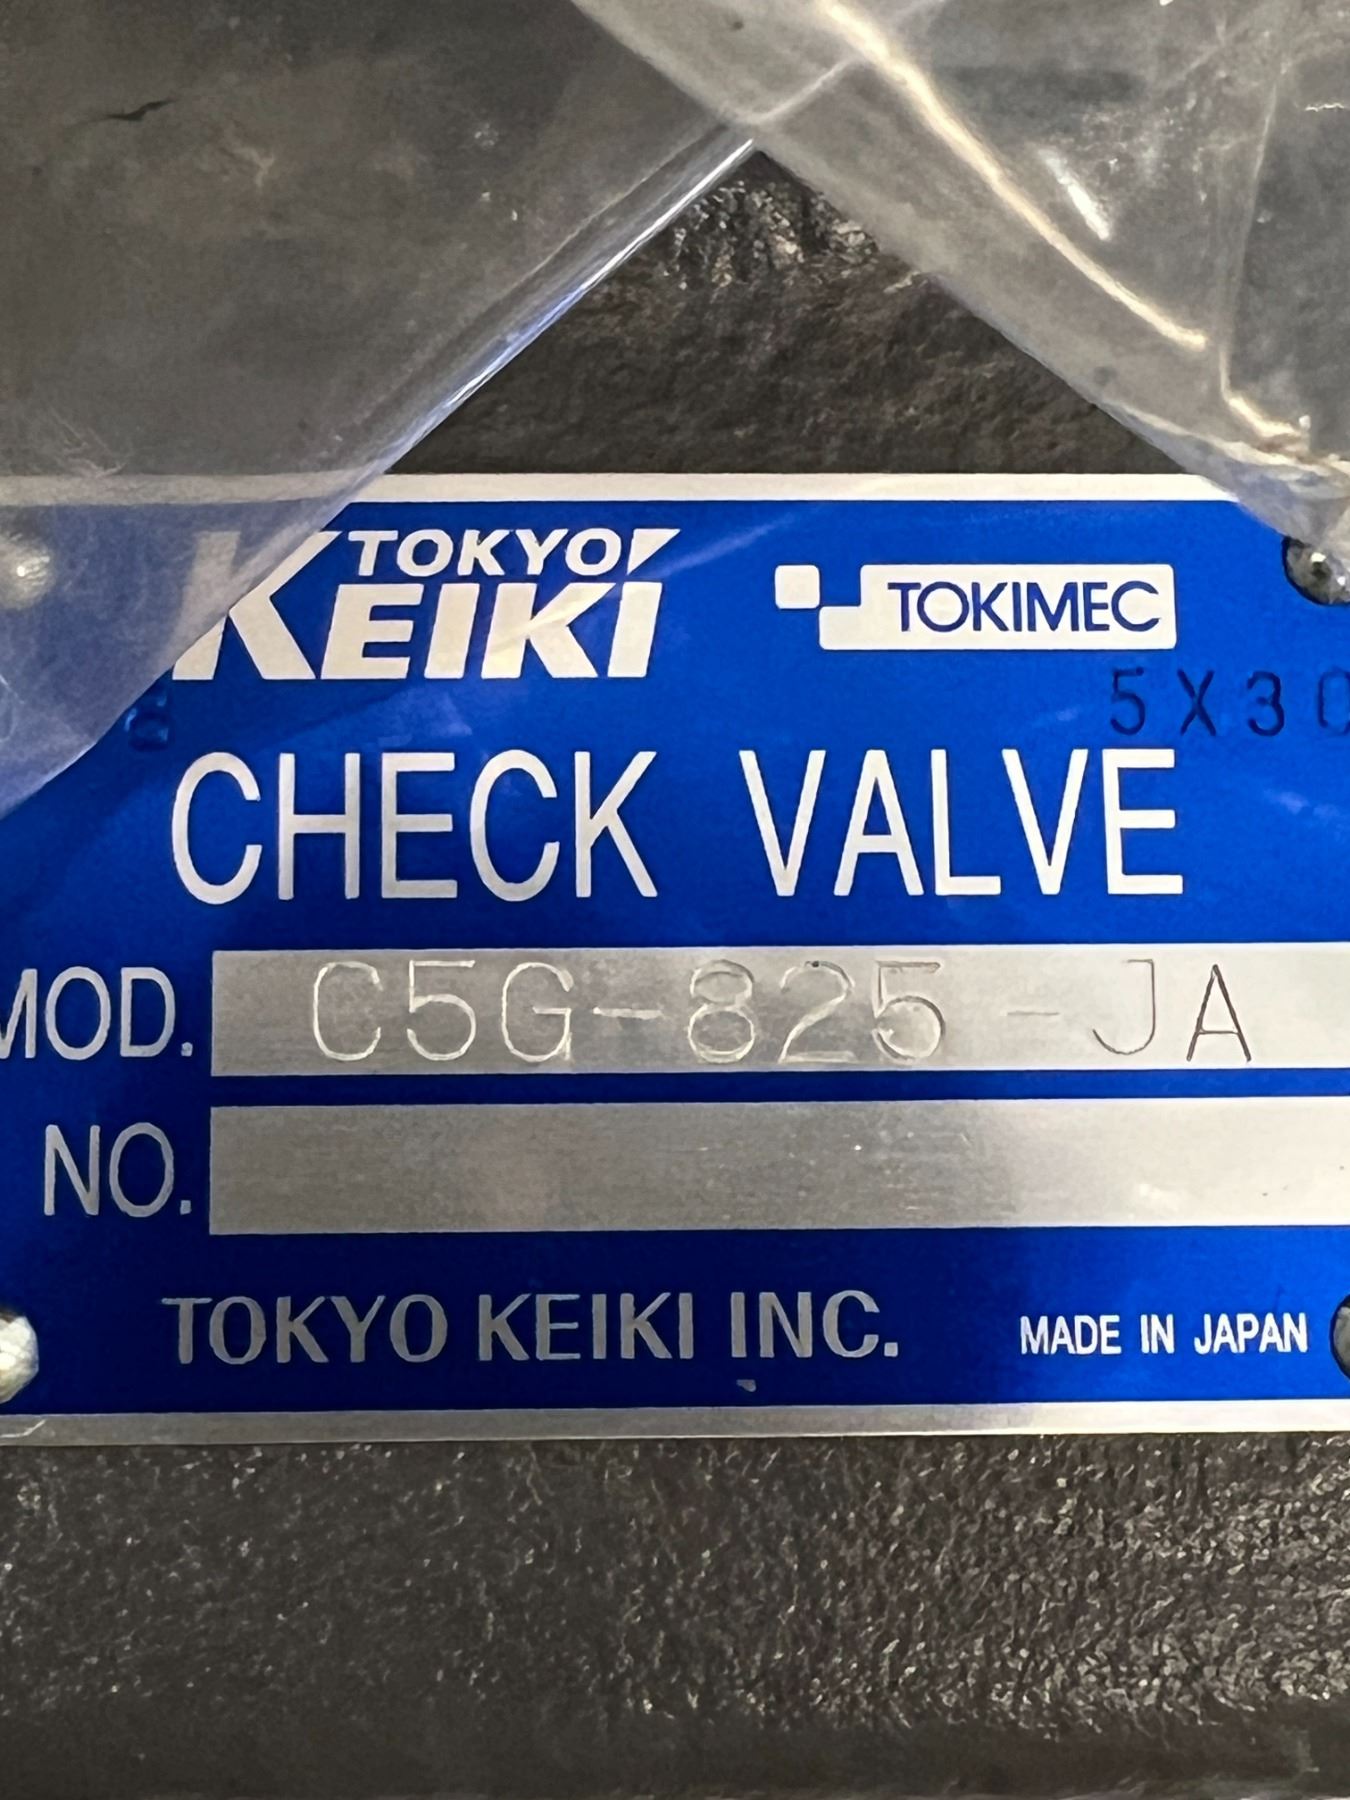 TOKYO KEIKI TOKIMEC
5X30
CHECK VALVE
MOD. C5G-825-JA
NO.
TOKYO KEIKI INC. MADE IN JAPAN